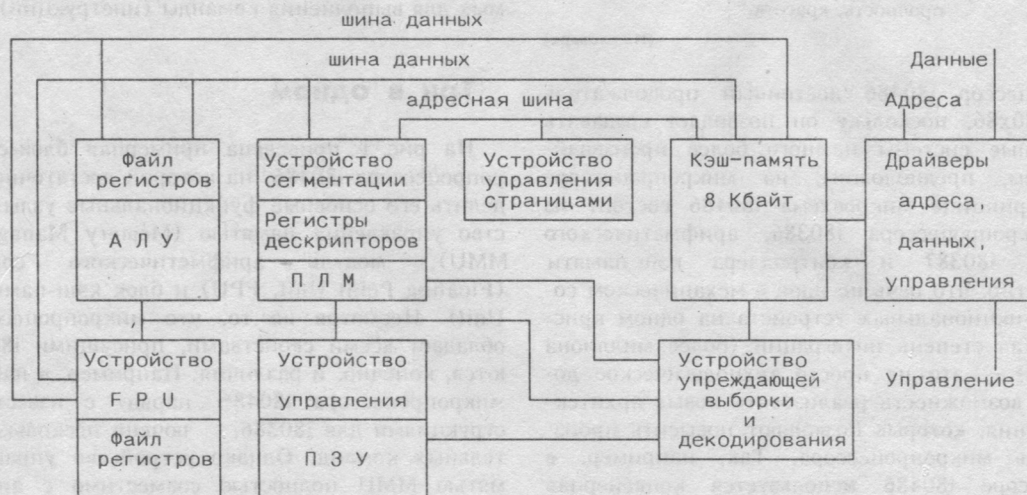 шина данных
шина данных
адресная шина
Данные
Адреса
Файл
регистров
А Л У
Устройство
сегментации
Регистры
дескрипторов
П Л М
Устройство
управления
страницами
Кэш-память
8 Кбайт
Драйверы
адреса
данных,
управления
Устройство
F P U
Файл
регистров
Устройство
управления
П З У
Устройство
упреждающей
выборки
и
декодирования
Управление